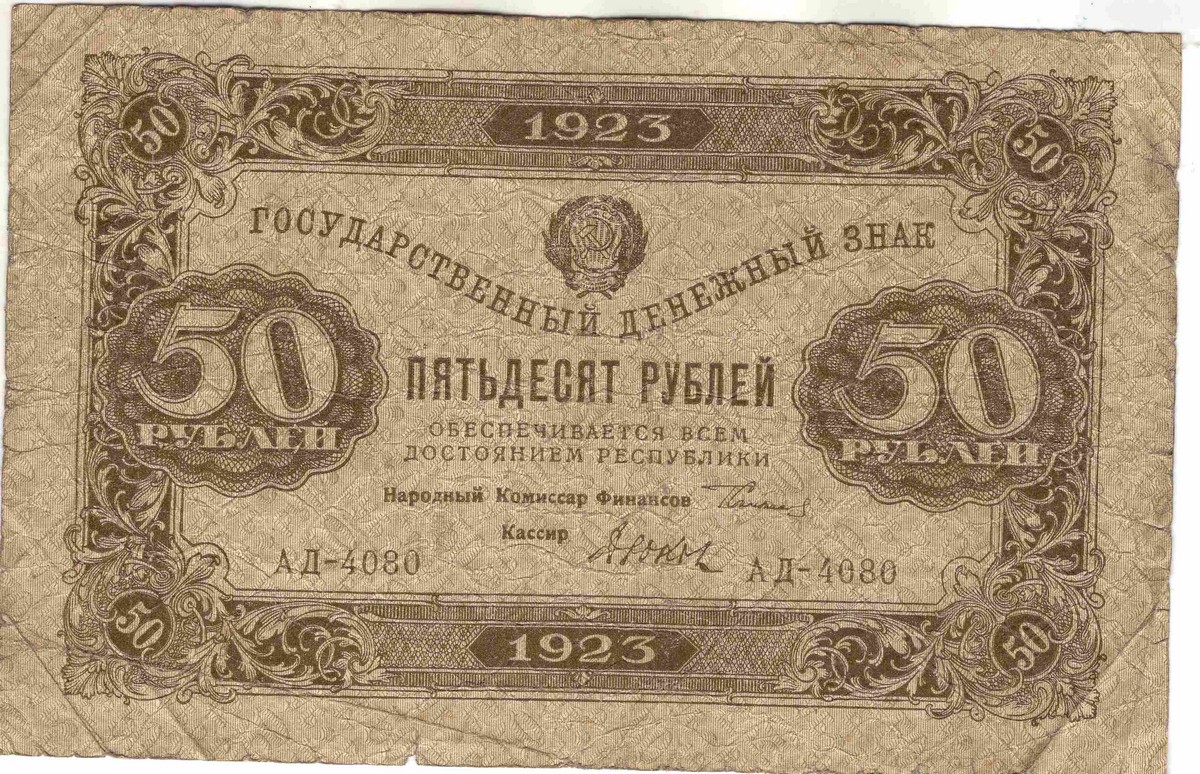 50 1923 50
ГОСУДАРСТВЕННЫЙ ДЕНЕЖНЫЙ ЗНАК
50 РУБЛЕЙ
ПЯТЬДЕСЯТ РУБЛЕЙ
50 РУБЛЕЙ
ОБЕСПЕЧИВАЕТСЯ ВСЕМ
ДОСТОЯНИЕМ РЕСПУБЛИКИ
Народный Комиссар Финансов
Кассир
АД-4080 АД-4080
50 1923 50